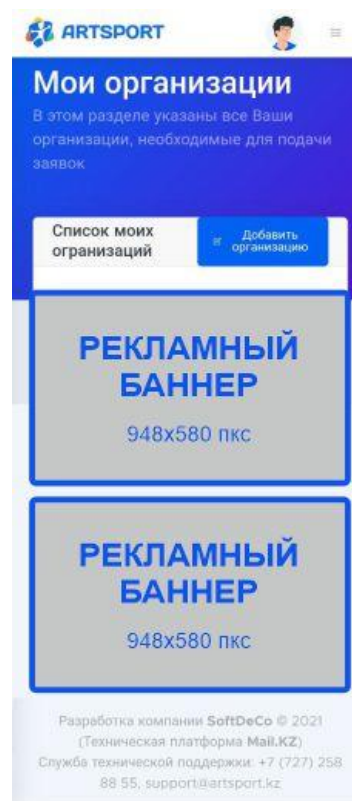 ARTSPORT
Мои организации
В этом разделе указаны все Ваши
организации, необходимые для подачи
заявок
Список моих
огранизаций
Добавить
организацию
РЕКЛАМНЫЙ
БАННЕР
948x580 пкс
РЕКЛАМНЫЙ
БАННЕР
948x580 пкс
Разработка компании SoftDeCo © 2021
(Техническая платформа Mail.KZ)
Служба технической поддержки: +7 (727) 258
88 55, support@artsport.kz